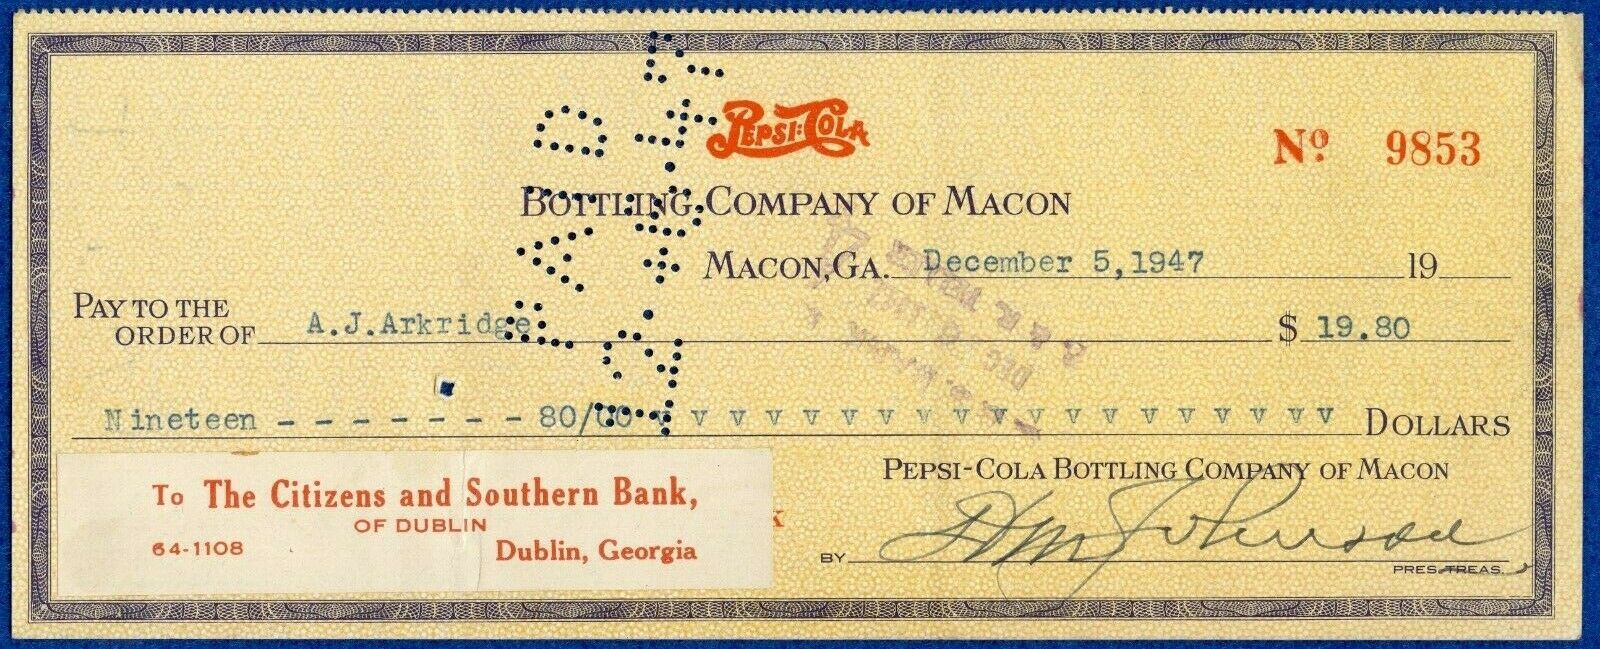 PEPSI:COLA
No. 9853
BOTTLING COMPANY OF MACON
MACON, GA. December 5, 1947 19
PAY TO THE
ORDER OF A.J.Arkridge $ 19.80
Nineteen - - - - - - - 80/00 v v v v v v v v v v v v v v v v v v DOLLARS
PEPSI-COLA BOTTLING COMPANY OF MACON
To The Citizens and Southern Bank,
OF DUBLIN
64-1108 Dublin, Georgia
BY
PRES. TREAS.
PAID